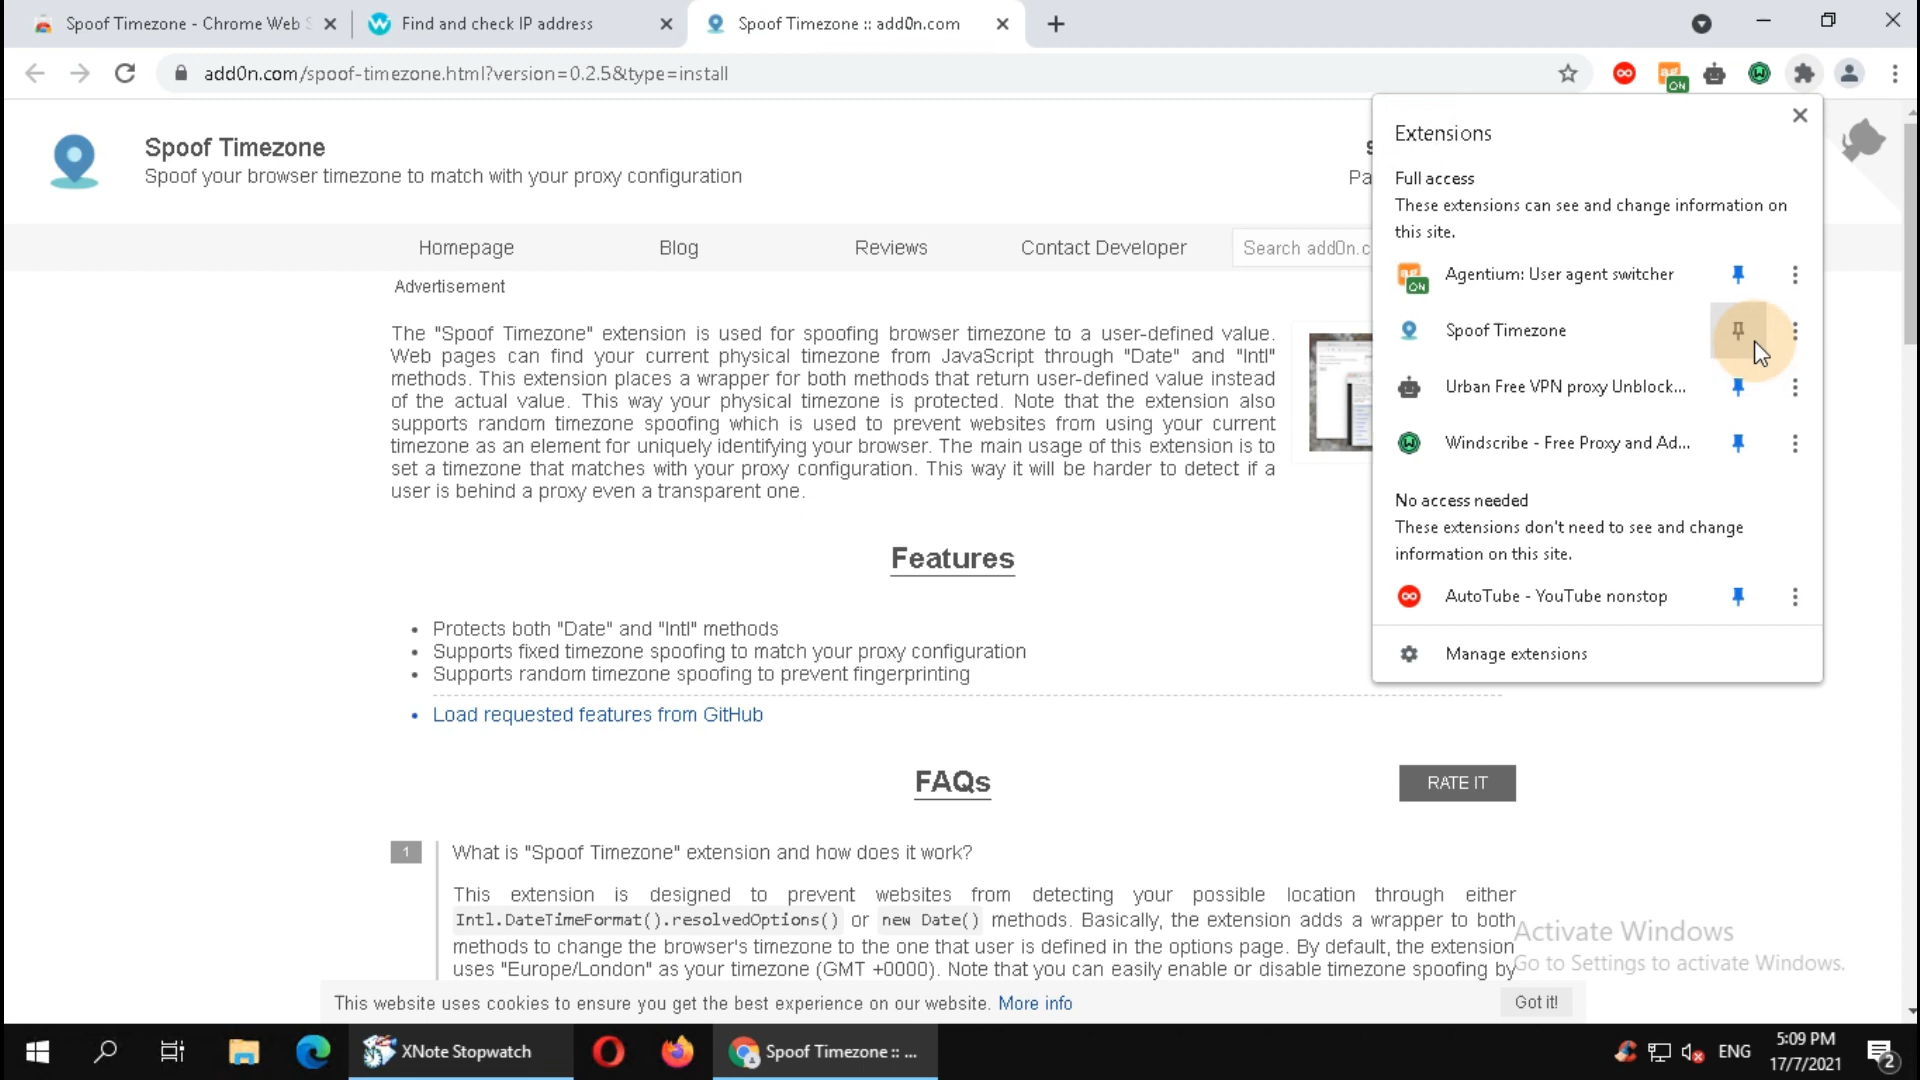 Spoof Timezone - Chrome Web S
Find and check IP address
Spoof Timezone :: add0n.com
add0n.com/spoof-timezone.html?version=0.2.5&type=install
ON
Spoof Timezone
Spoof your browser timezone to match with your proxy configuration
S
Pa
Homepage
Blog
Reviews
Contact Developer
Search add0n.c
Advertisement
The "Spoof Timezone" extension is used for spoofing browser timezone to a user-defined value.
Web pages can find your current physical timezone from JavaScript through "Date" and "Intl"
methods. This extension places a wrapper for both methods that return user-defined value instead
of the actual value. This way your physical timezone is protected. Note that the extension also
supports random timezone spoofing which is used to prevent websites from using your current
timezone as an element for uniquely identifying your browser. The main usage of this extension is to
set a timezone that matches with your proxy configuration. This way it will be harder to detect if a
user is behind a proxy even a transparent one.
Features
• Protects both "Date" and "Intl" methods
• Supports fixed timezone spoofing to match your proxy configuration
• Supports random timezone spoofing to prevent fingerprinting
• Load requested features from GitHub
FAQs
RATE IT
1
What is "Spoof Timezone" extension and how does it work?
This extension is designed to prevent websites from detecting your possible location through either
Intl.DateTimeFormat().resolvedOptions() or new Date() methods. Basically, the extension adds a wrapper to both
methods to change the browser's timezone to the one that user is defined in the options page. By default, the extension
uses "Europe/London" as your timezone (GMT +0000). Note that you can easily enable or disable timezone spoofing by
This website uses cookies to ensure you get the best experience on our website. More info
Got it!
Extensions
Full access
These extensions can see and change information on
this site.
ON
Agentium: User agent switcher
Spoof Timezone
Urban Free VPN proxy Unblock...
Windscribe - Free Proxy and Ad...
No access needed
These extensions don't need to see and change
information on this site.
AutoTube - YouTube nonstop
Manage extensions
Activate Windows
Go to Settings to activate Windows.
XNote Stopwatch
Spoof Timezone :: ...
ENG
5:09 PM
17/7/2021
2